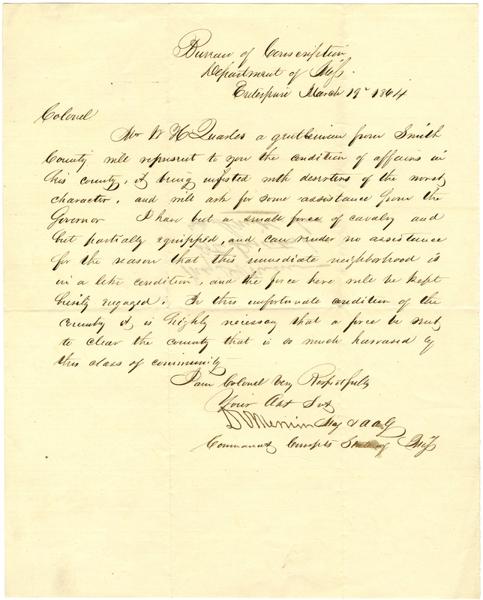 Bureau of Conscription
Department of Miss.
Enterprise March 19th 1864
Colonel
Mr W H Quarles a gentleman from Smith
County will represent to you the condition of affairs in
his county, it being infested with deserters of the worst
character, and will ask for some assistance from the
Governor I have but a small force of cavalry and
but partially equipped, and can render no assistance
for the reason that this immediate neighborhood is
in a like condition, and the force here will be kept
busily engaged. In this unfortunate condition of the
country it is highly necessary that a force be sent
to clear the county that is so much harrassed by
this class of community
I am Colonel Very Respectfully
Your Obt Svt
Maj & AAG
Commandt Conscpts State of Miss